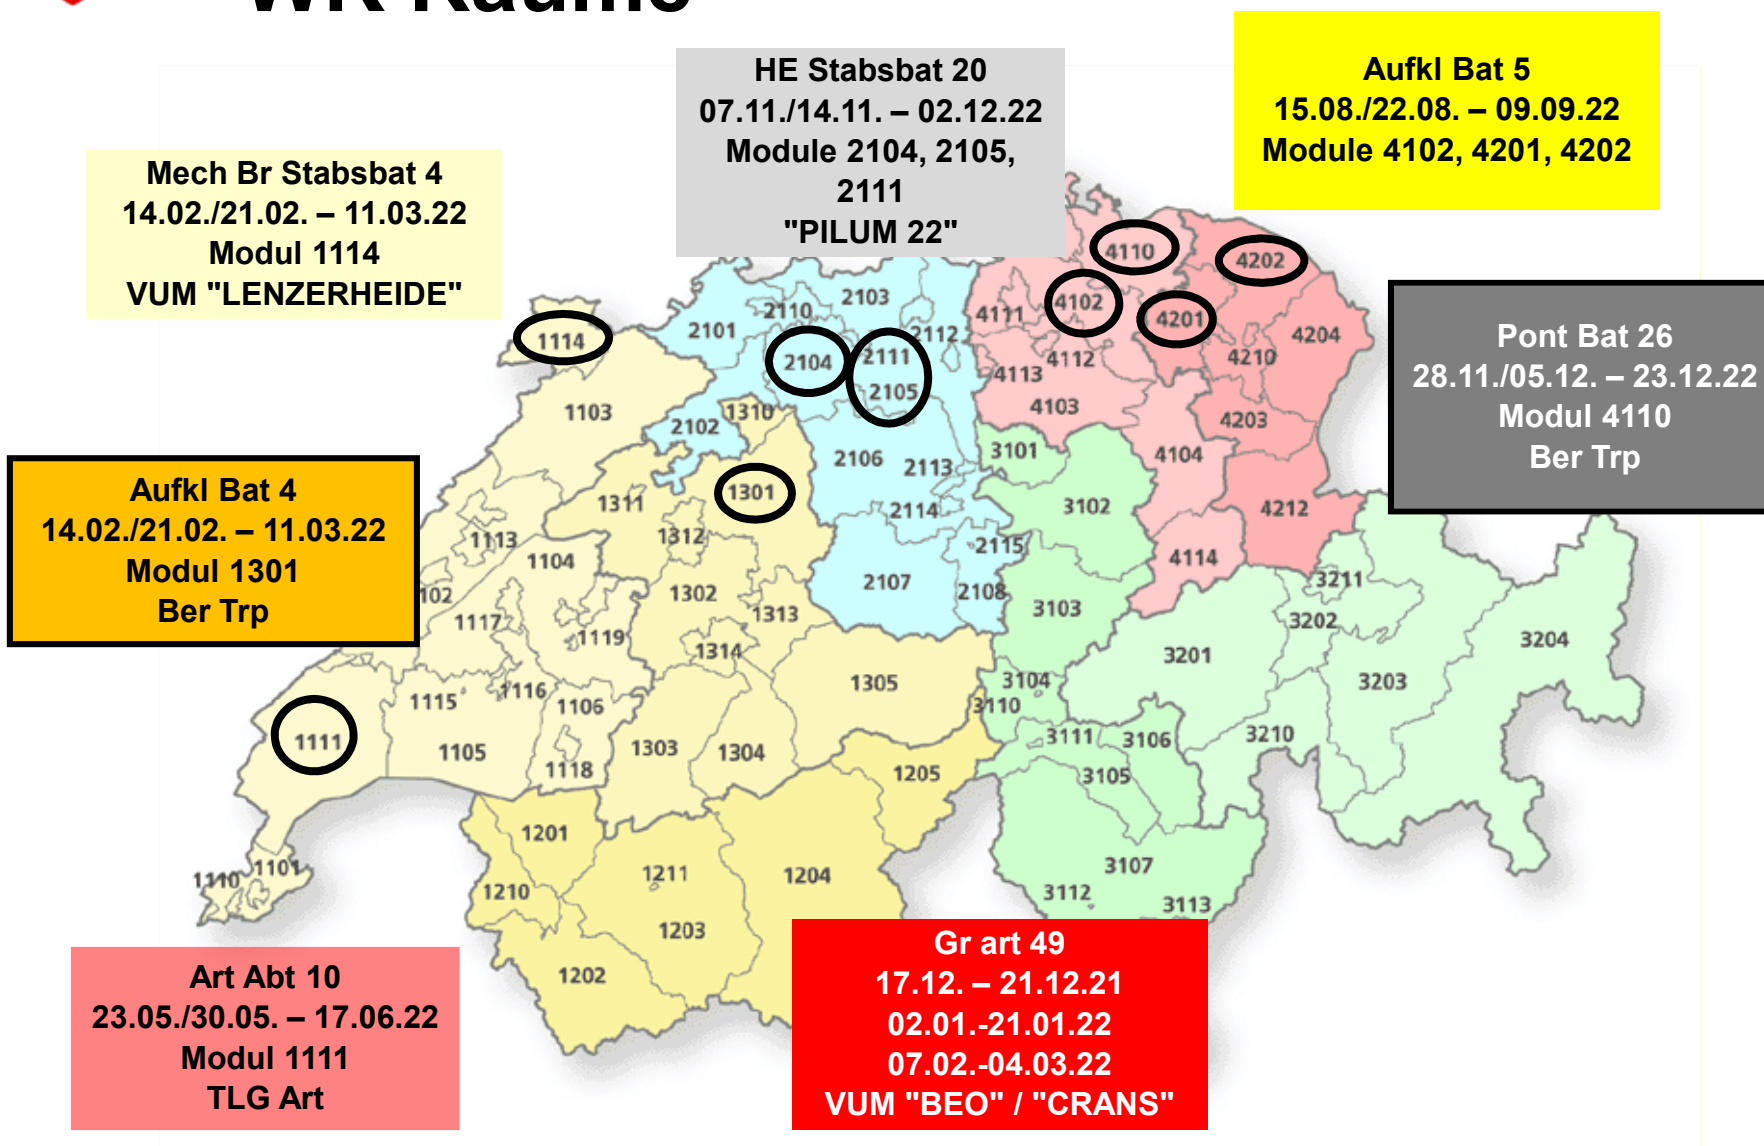 WK Räume
HE Stabsbat 20
07.11./14.11. – 02.12.22
Module 2104, 2105,
2111
"PILUM 22"
Aufkl Bat 5
15.08./22.08. – 09.09.22
Module 4102, 4201, 4202
Mech Br Stabsbat 4
14.02./21.02. – 11.03.22
Modul 1114
VUM "LENZERHEIDE"
Pont Bat 26
28.11./05.12. – 23.12.22
Modul 4110
Ber Trp
Aufkl Bat 4
14.02./21.02. – 11.03.22
Modul 1301
Ber Trp
Art Abt 10
23.05./30.05. – 17.06.22
Modul 1111
TLG Art
Gr art 49
17.12. – 21.12.21
02.01.-21.01.22
07.02.-04.03.22
VUM "BEO" / "CRANS"
4110
4202
2103
4102
2110
4111
4201
2101
2112
4204
1114
2104
2111
4112
4210
4113
2105
1103
1310
4103
4203
2102
3101
4104
2106
2113
1301
1311
3102
2114
4212
1312
1113
2115
1104
4114
3211
2107
2108
1302
102
3103
1313
1117
3202
1119
3204
1314
3201
1305
3104
3203
1115
1116
1106
3110
1111
1105
1303
1304
3111
3106
3210
1118
1205
3105
1201
1101
1110
1211
1204
3107
1210
3112
3113
1203
1202